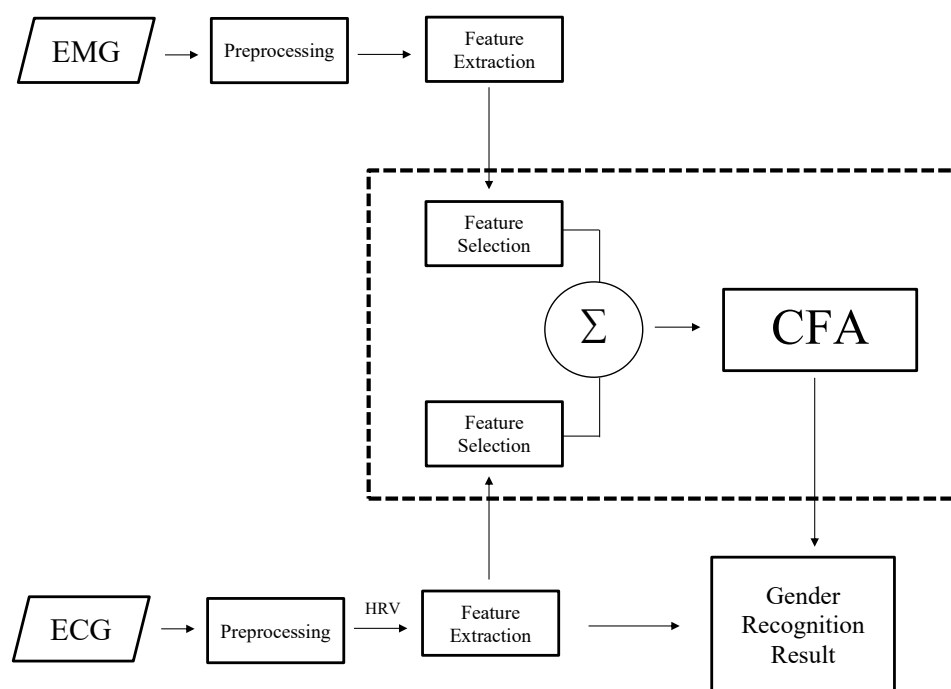 EMG
Preprocessing
Feature
Extraction
Feature
Selection
Σ
CFA
Feature
Selection
ECG
Preprocessing
HRV
Feature
Extraction
Gender
Recognition
Result